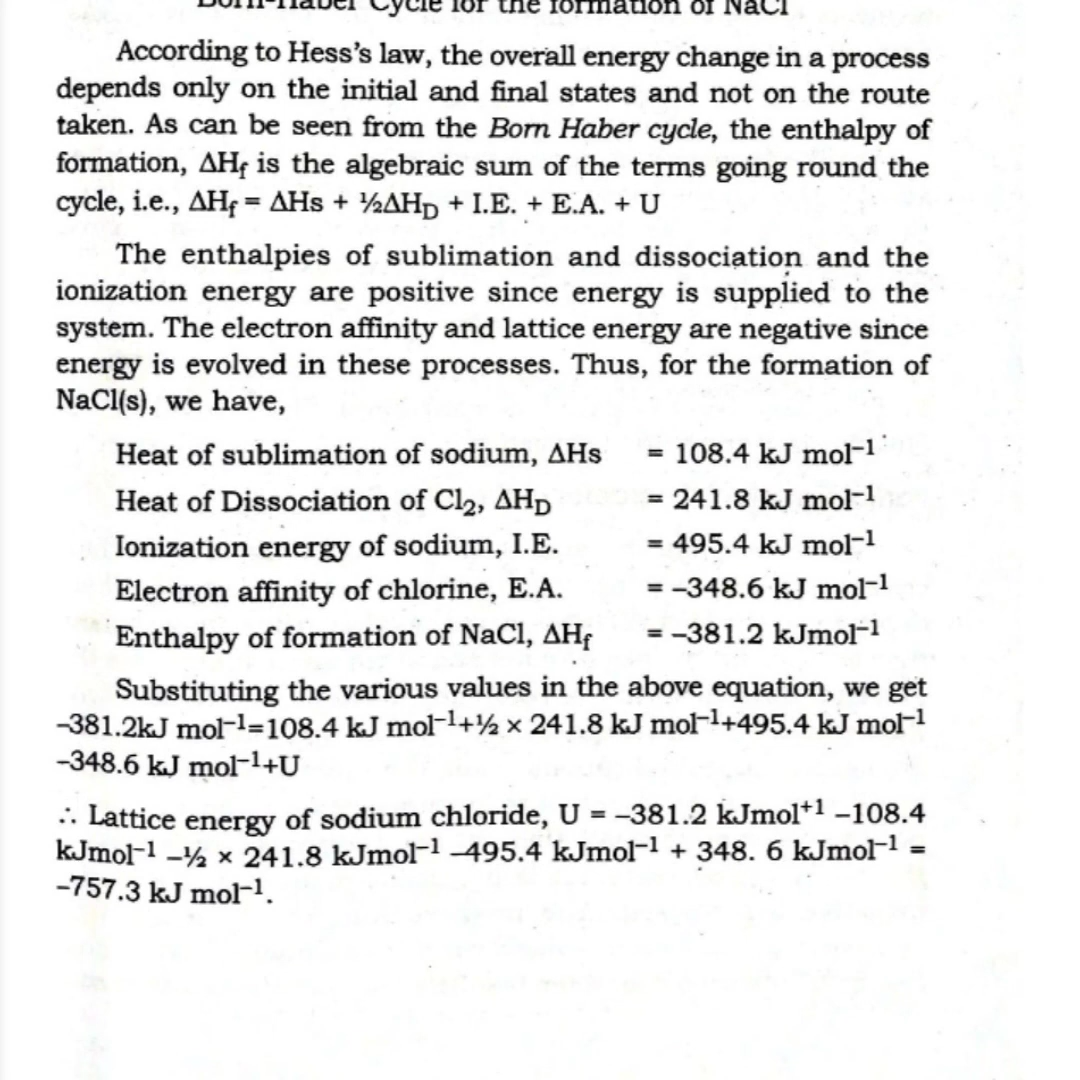 Born-Haber Cycle for the formation of NaCl
According to Hess's law, the overall energy change in a process
depends only on the initial and final states and not on the route
taken. As can be seen from the Born Haber cycle, the enthalpy of
formation, ΔHf is the algebraic sum of the terms going round the
cycle, i.e., ΔHf = ΔHs + ½ΔHD + I.E. + E.A. + U
The enthalpies of sublimation and dissociation and the
ionization energy are positive since energy is supplied to the
system. The electron affinity and lattice energy are negative since
energy is evolved in these processes. Thus, for the formation of
NaCl(s), we have,
Heat of sublimation of sodium, ΔHs = 108.4 kJ mol⁻¹
Heat of Dissociation of Cl₂, ΔHD = 241.8 kJ mol⁻¹
Ionization energy of sodium, I.E. = 495.4 kJ mol⁻¹
Electron affinity of chlorine, E.A. = –348.6 kJ mol⁻¹
Enthalpy of formation of NaCl, ΔHf = –381.2 kJmol⁻¹
Substituting the various values in the above equation, we get
–381.2kJ mol⁻¹=108.4 kJ mol⁻¹+½ × 241.8 kJ mol⁻¹+495.4 kJ mol⁻¹
–348.6 kJ mol⁻¹+U
∴ Lattice energy of sodium chloride, U = –381.2 kJmol⁺¹ –108.4
kJmol⁻¹ –½ × 241.8 kJmol⁻¹ –495.4 kJmol⁻¹ + 348. 6 kJmol⁻¹ =
–757.3 kJ mol⁻¹.